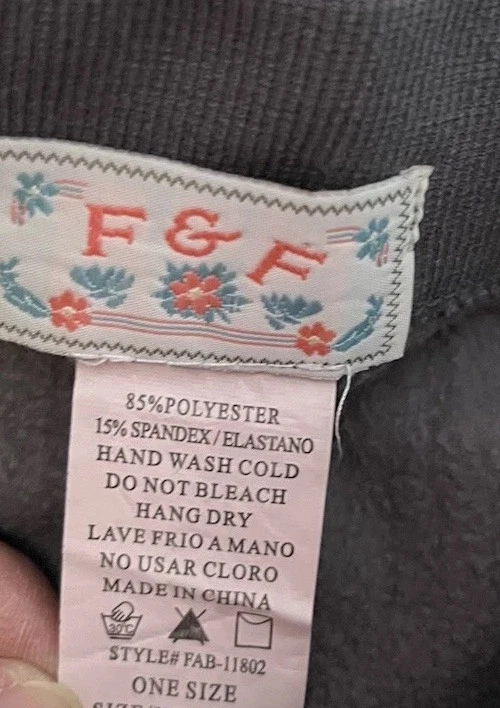 F & F
85%POLYESTER
15% SPANDEX/ELASTANO
HAND WASH COLD
DO NOT BLEACH
HANG DRY
LAVE FRIO A MANO
NO USAR CLORO
MADE IN CHINA
30°C
STYLE# FAB-11802
ONE SIZE